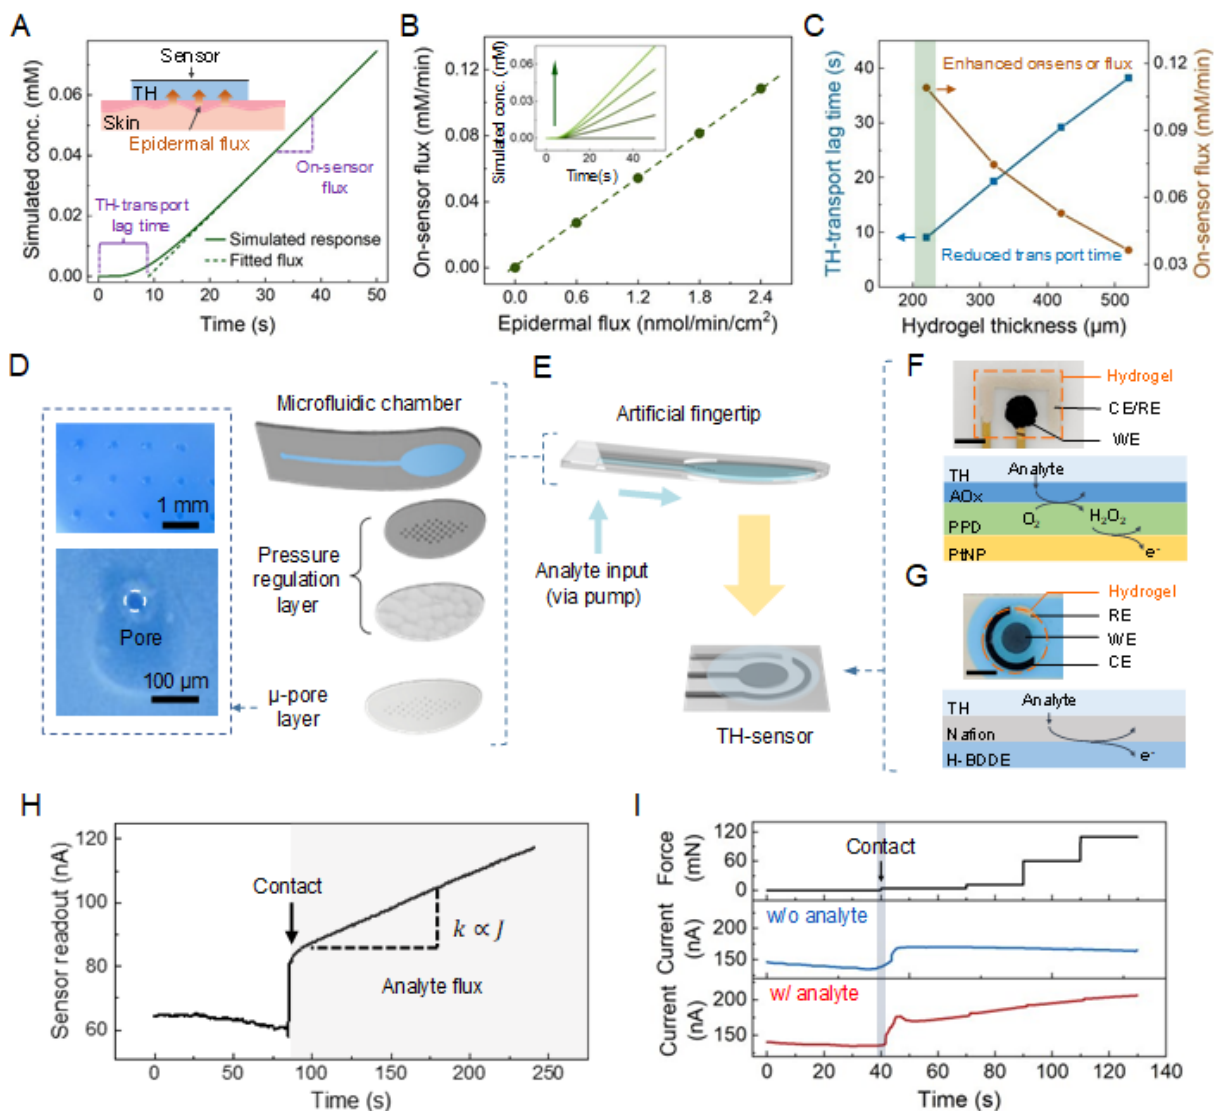 A
Simulated conc. (mM)
0.06
0.04
0.02
0.00
Sensor
TH
Skin
Epidermal flux
On-sensor
flux
TH-transport
lag time
Simulated response
Fitted flux
0 10 20 30 40 50
Time (s)
B
On-sensor flux (mM/min)
0.12
0.08
0.04
0.00
Simulated conc. (mM)
0.06
0.03
0.00
0 20 40
Time(s)
0.0 0.6 1.2 1.8 2.4
Epidermal flux (nmol/min/cm²)
C
TH-transport lag time (s)
40
30
20
10
0
Enhanced onsensor flux
Reduced transport time
0.12
0.09
0.06
0.03
On-sensor flux (mM/min)
200 300 400 500
Hydrogel thickness (µm)
D
1 mm
Pore
100 µm
Microfluidic chamber
Pressure
regulation
layer
µ-pore
layer
E
Artificial fingertip
Analyte input
(via pump)
TH-sensor
F
Hydrogel
CE/RE
WE
TH
Analyte
AOx
PPD
O₂
H₂O₂
PtNP
e⁻
G
Hydrogel
RE
WE
CE
TH
Analyte
Nafion
H-BDDE
e⁻
H
Sensor readout (nA)
120
100
80
60
Contact
k ∝ J
Analyte flux
0 50 100 150 200 250
Time (s)
I
Force
(mN)
120
60
0
Contact
Current
(nA)
200
150
w/o analyte
Current
(nA)
200
150
w/ analyte
0 20 40 60 80 100 120 140
Time (s)